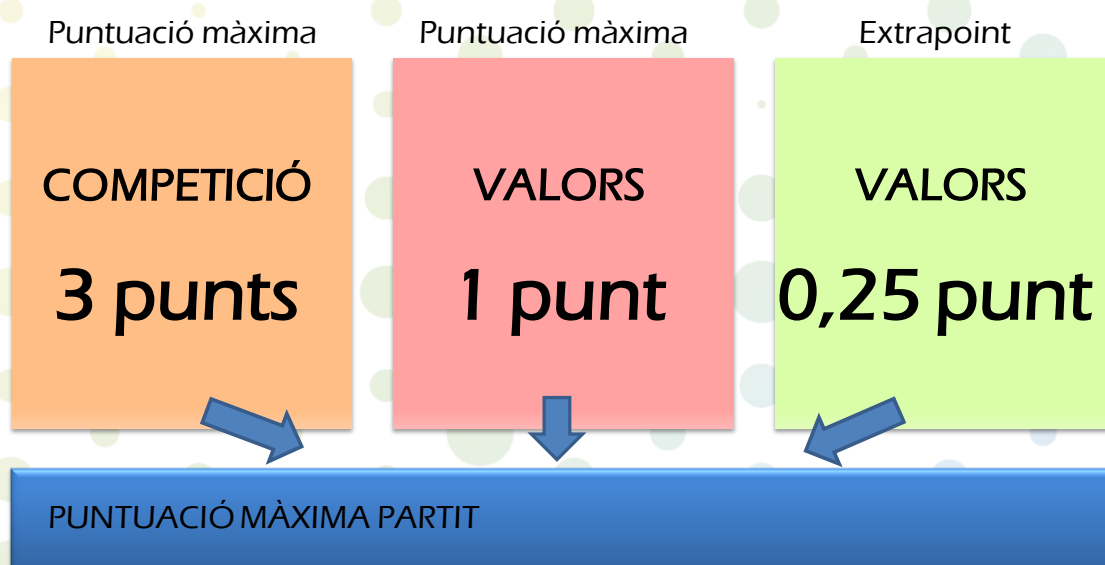 Puntuació màxima
Puntuació màxima
Extrapoint
COMPETICIÓ
3 punts
VALORS
1 punt
VALORS
0,25 punt
PUNTUACIÓ MÀXIMA PARTIT